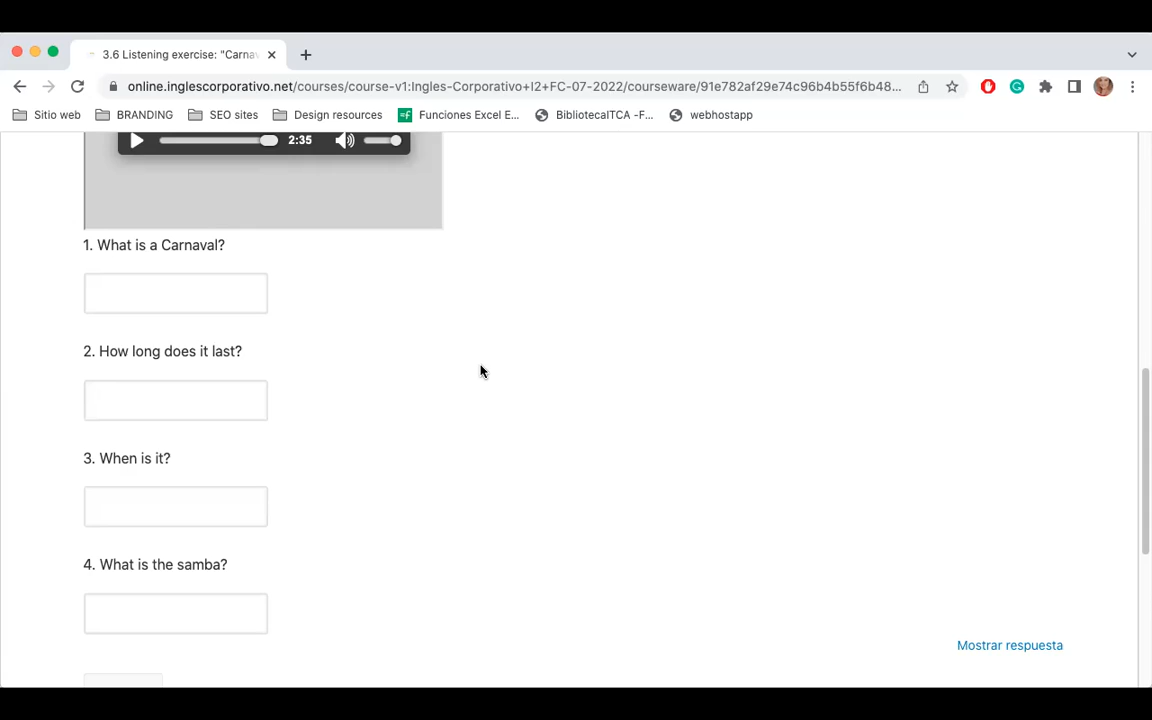 3.6 Listening exercise: "Carnav
online.inglescorporativo.net/courses/course-v1:Ingles-Corporativo+I2+FC-07-2022/courseware/91e782af29e74c96b4b55f6b48...
Sitio web BRANDING SEO sites Design resources Funciones Excel E... BibliotecaITCA -F... webhostapp
2:35
1. What is a Carnaval?
2. How long does it last?
3. When is it?
4. What is the samba?
Mostrar respuesta